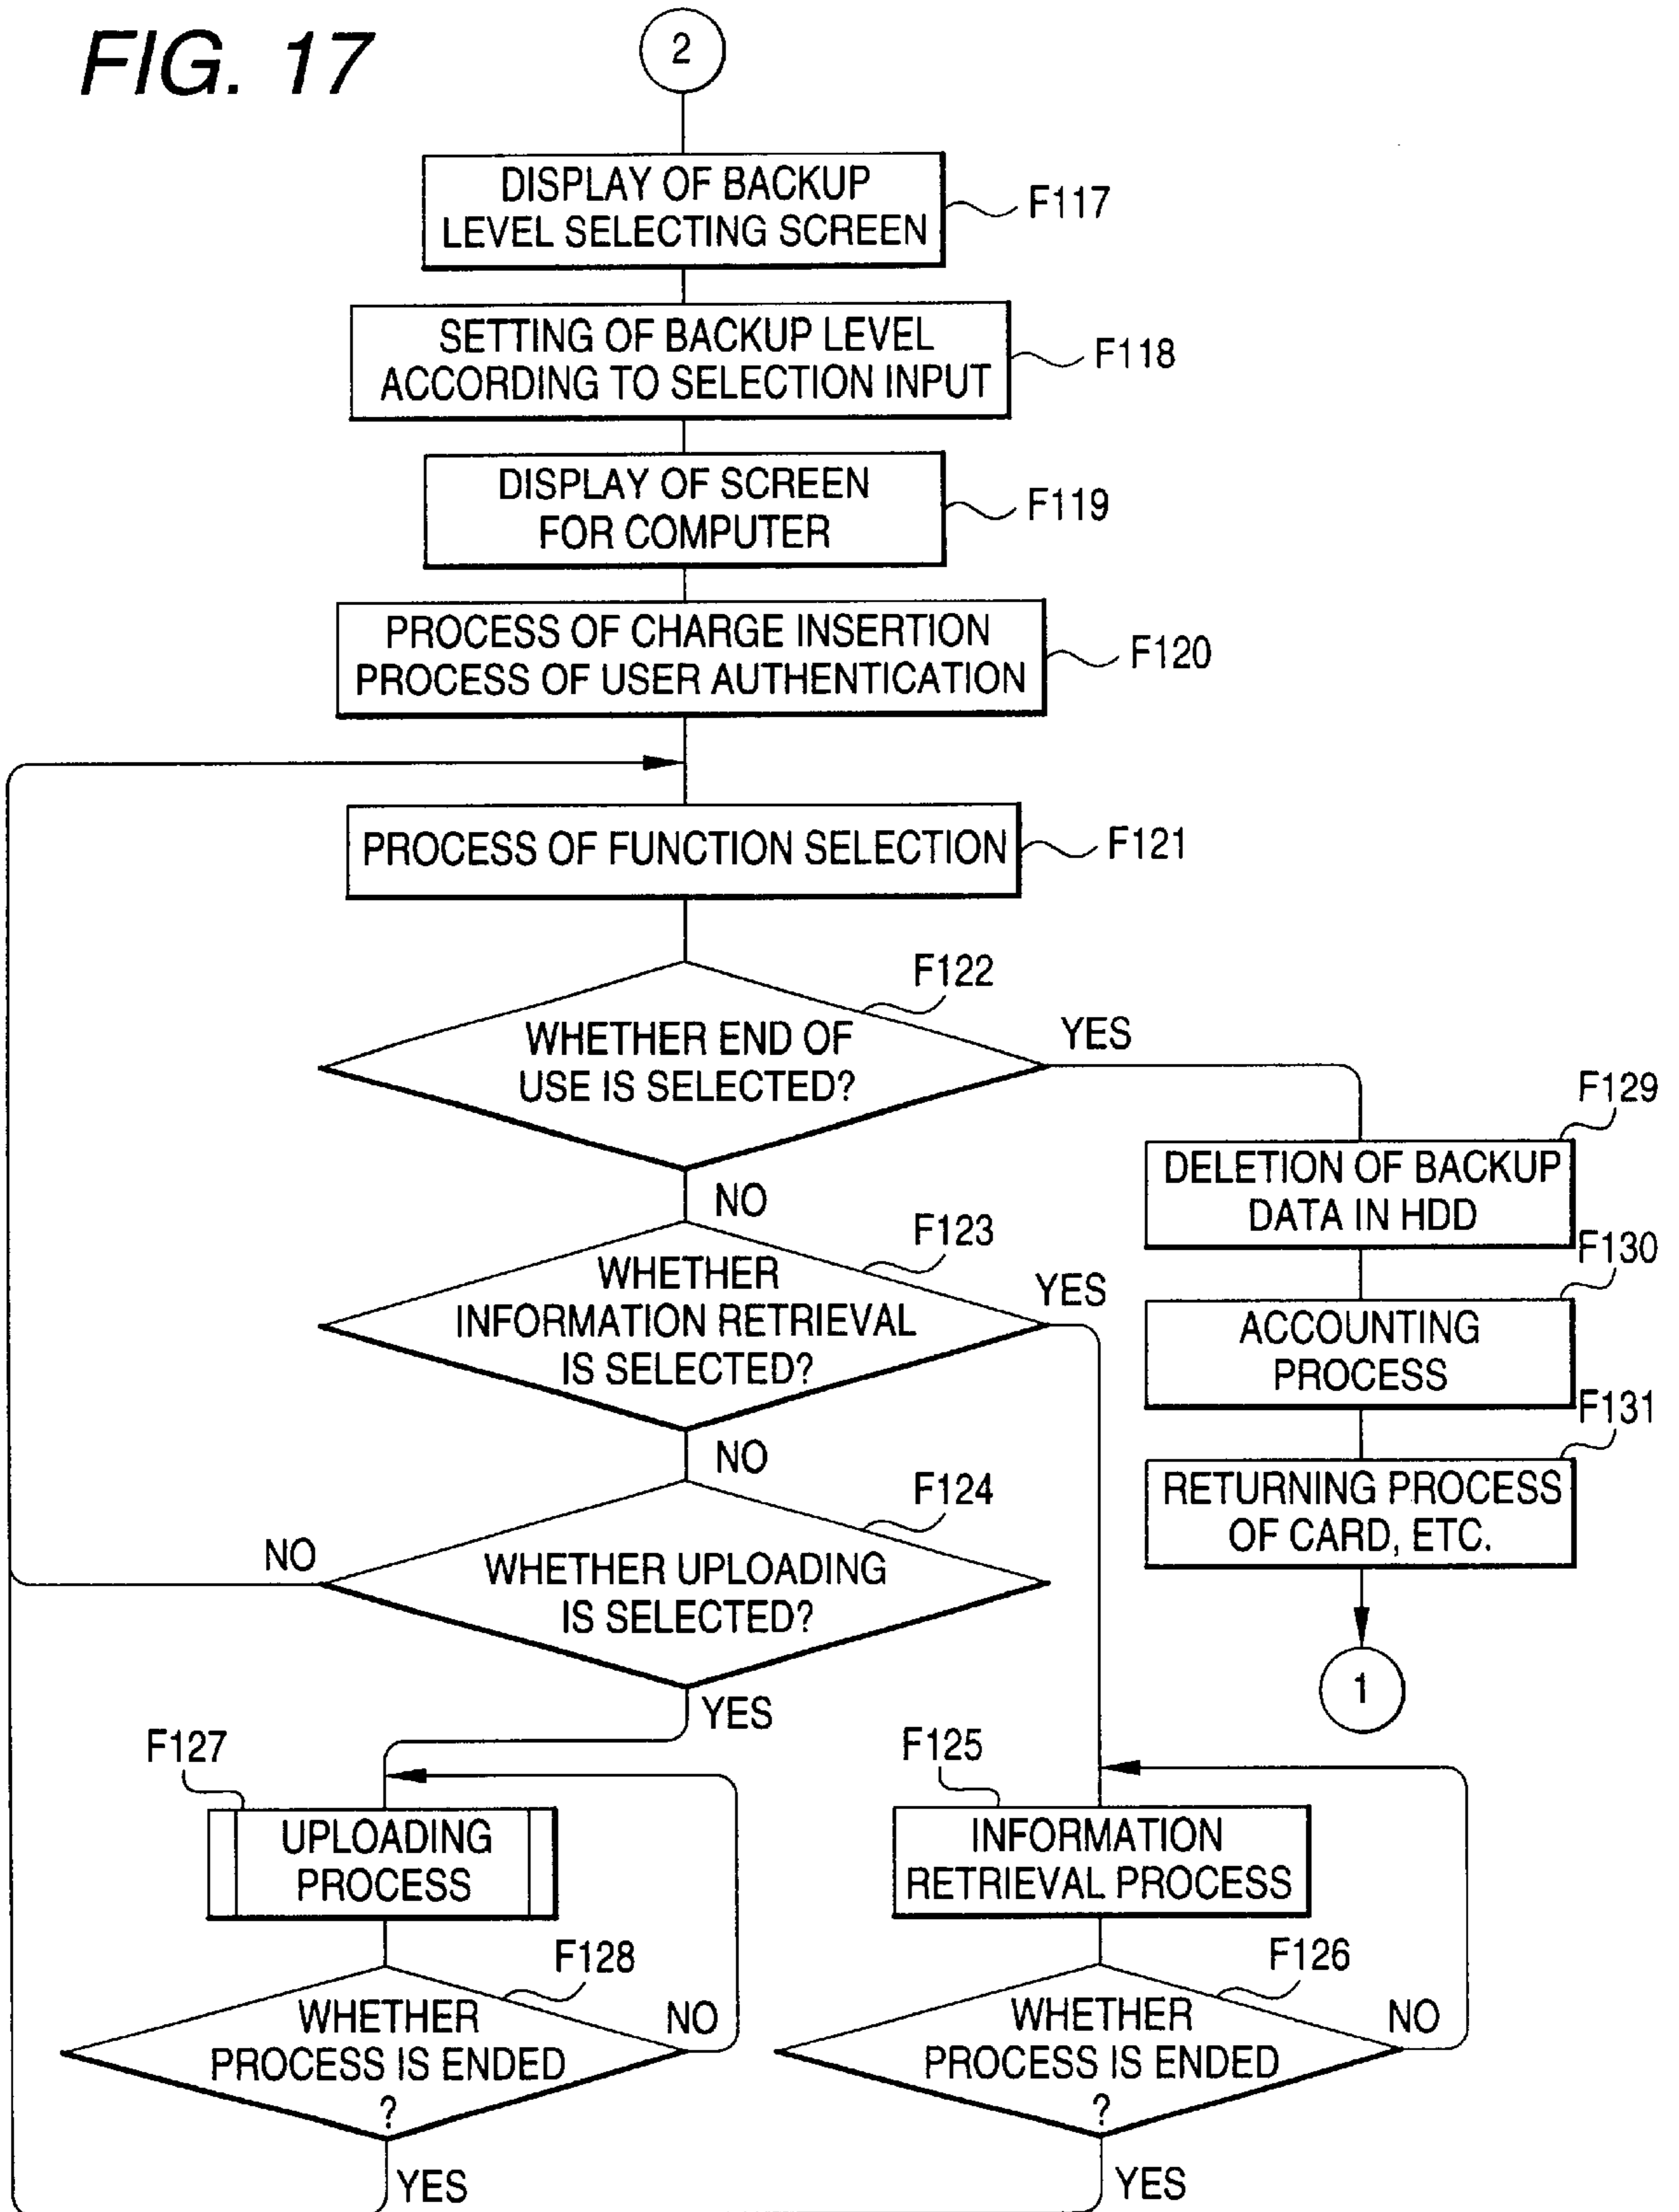 FIG. 17
2
DISPLAY OF BACKUP
LEVEL SELECTING SCREEN
F117
SETTING OF BACKUP LEVEL
ACCORDING TO SELECTION INPUT
F118
DISPLAY OF SCREEN
FOR COMPUTER
F119
PROCESS OF CHARGE INSERTION
PROCESS OF USER AUTHENTICATION
F120
PROCESS OF FUNCTION SELECTION
F121
F122
WHETHER END OF
USE IS SELECTED?
YES
NO
F129
DELETION OF BACKUP
DATA IN HDD
F123
WHETHER
INFORMATION RETRIEVAL
IS SELECTED?
YES
NO
F130
ACCOUNTING
PROCESS
F131
RETURNING PROCESS
OF CARD, ETC.
1
F124
WHETHER UPLOADING
IS SELECTED?
NO
YES
F127
UPLOADING
PROCESS
F125
INFORMATION
RETRIEVAL PROCESS
F128
WHETHER
PROCESS IS ENDED
?
NO
YES
F126
WHETHER
PROCESS IS ENDED
?
NO
YES